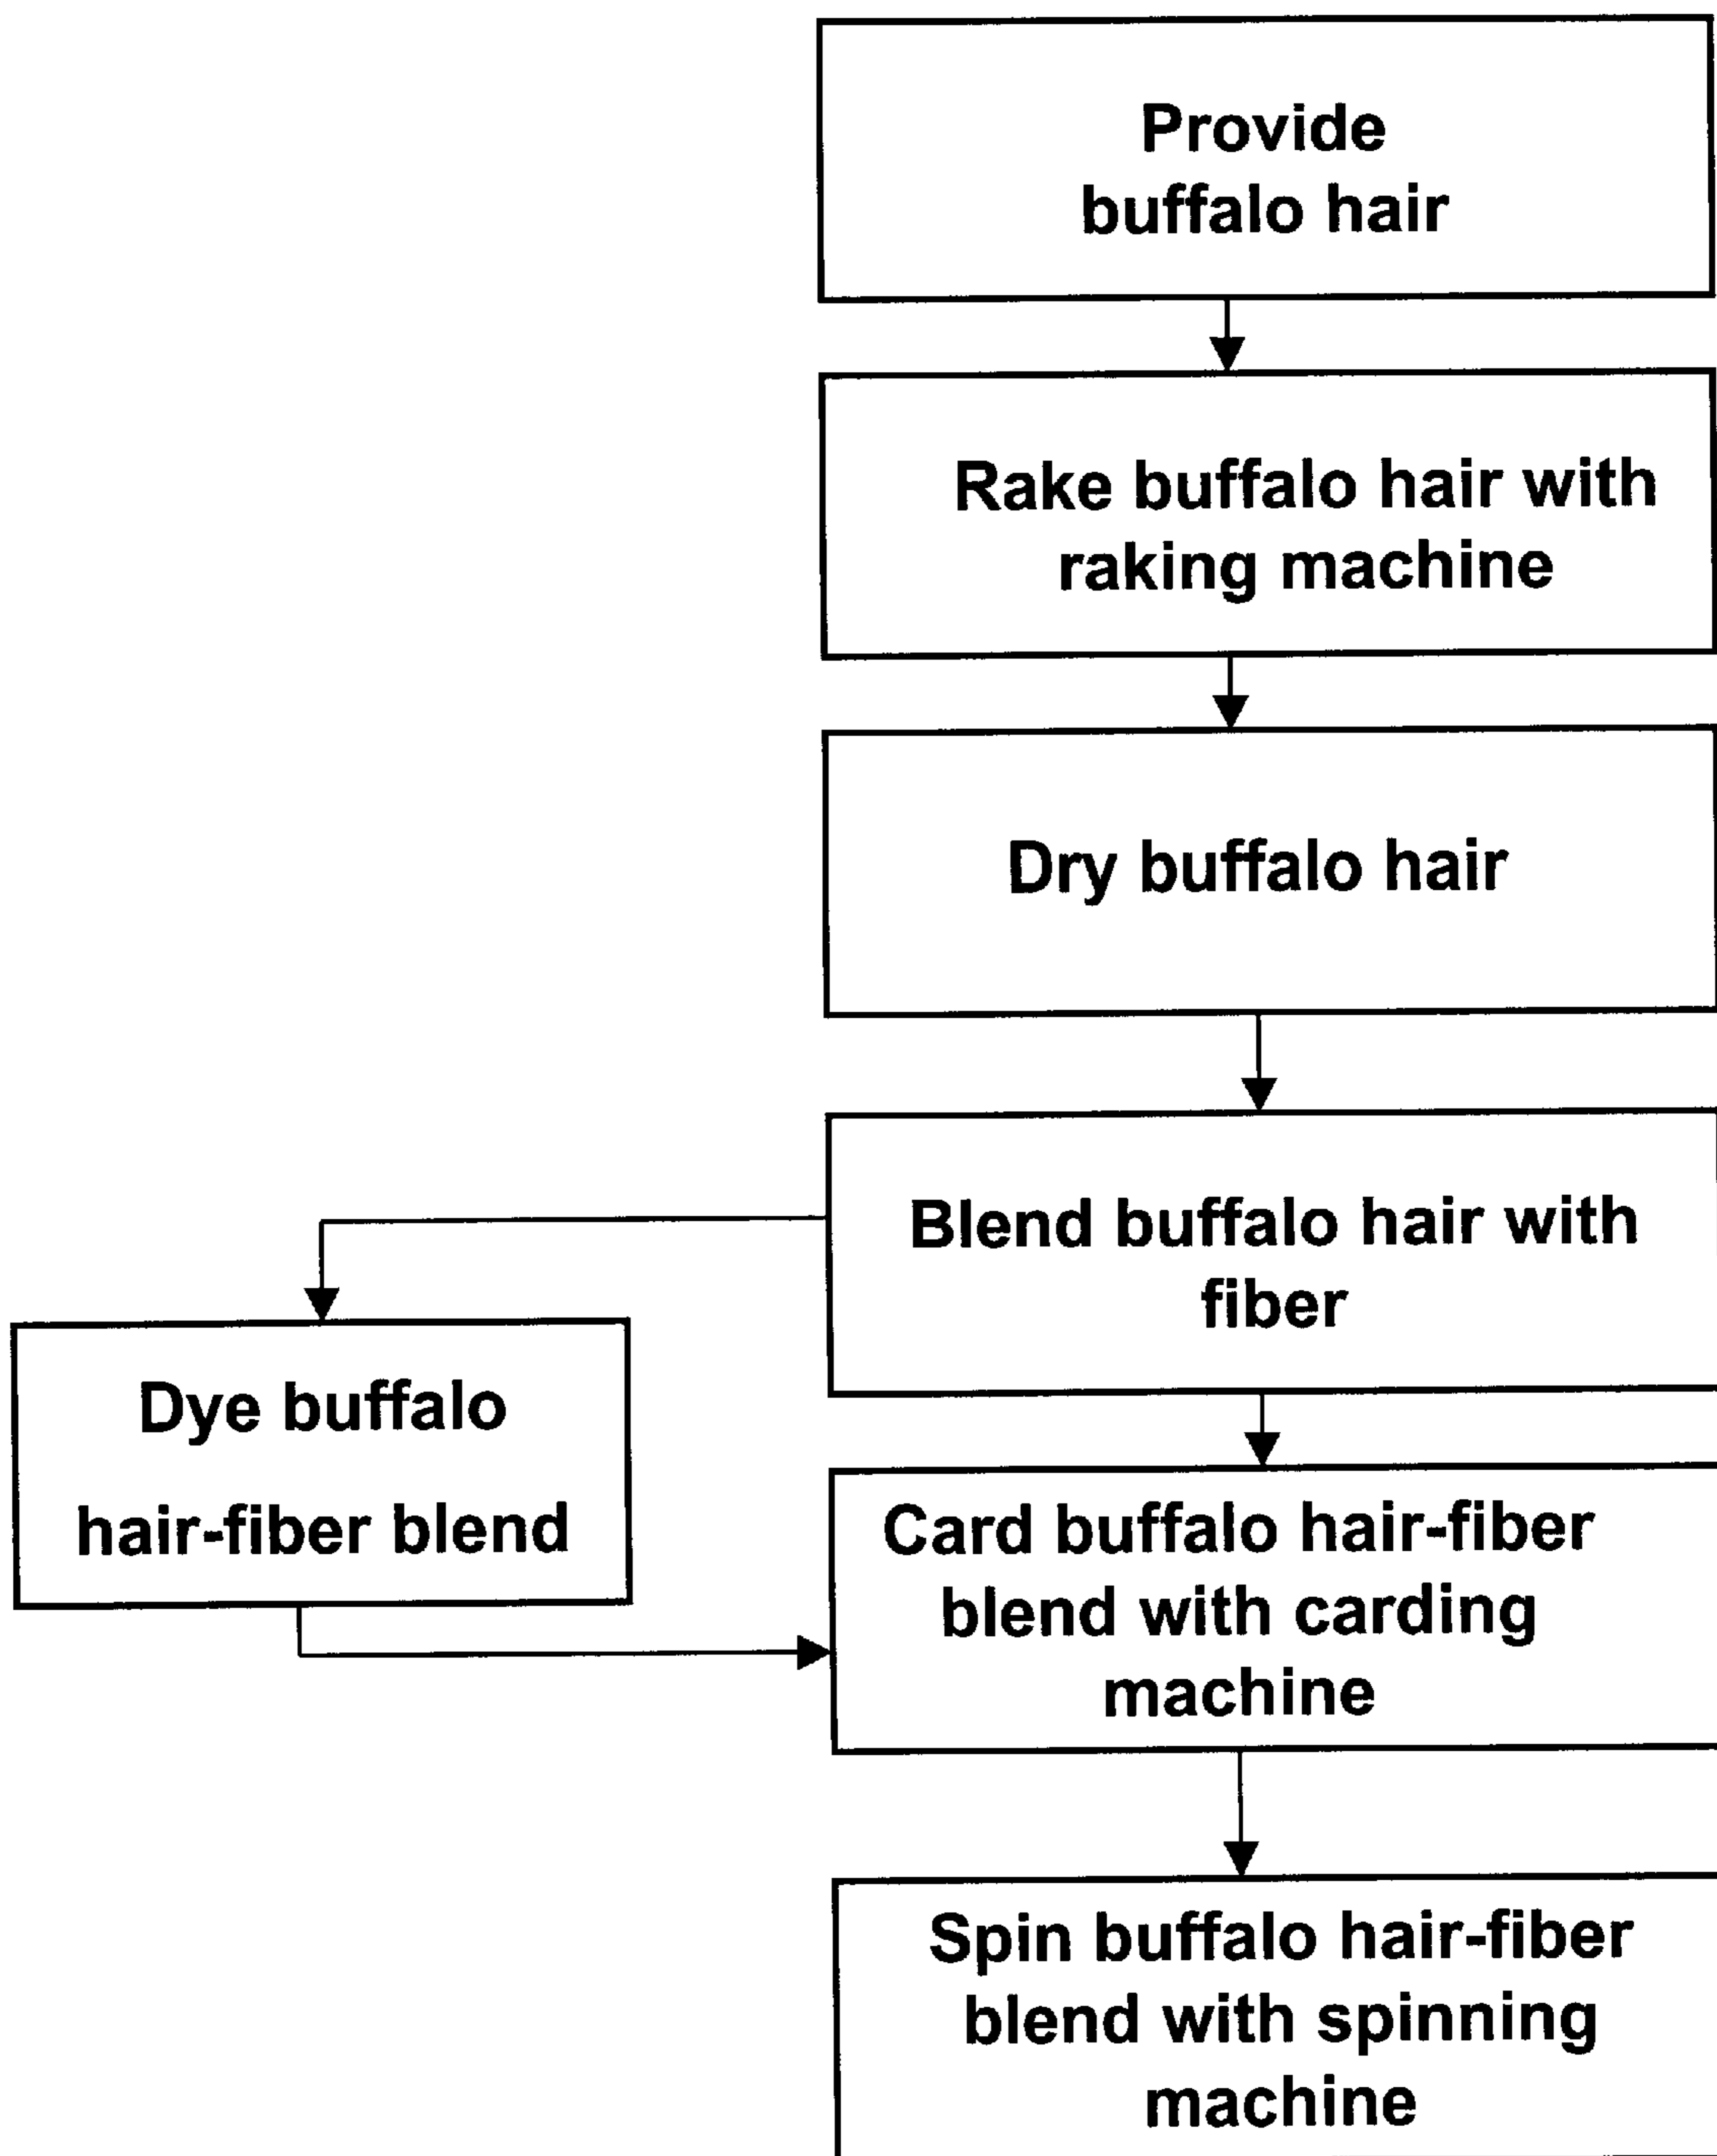 Provide
buffalo hair
Rake buffalo hair with
raking machine
Dry buffalo hair
Blend buffalo hair with
fiber
Dye buffalo
hair-fiber blend
Card buffalo hair-fiber
blend with carding
machine
Spin buffalo hair-fiber
blend with spinning
machine